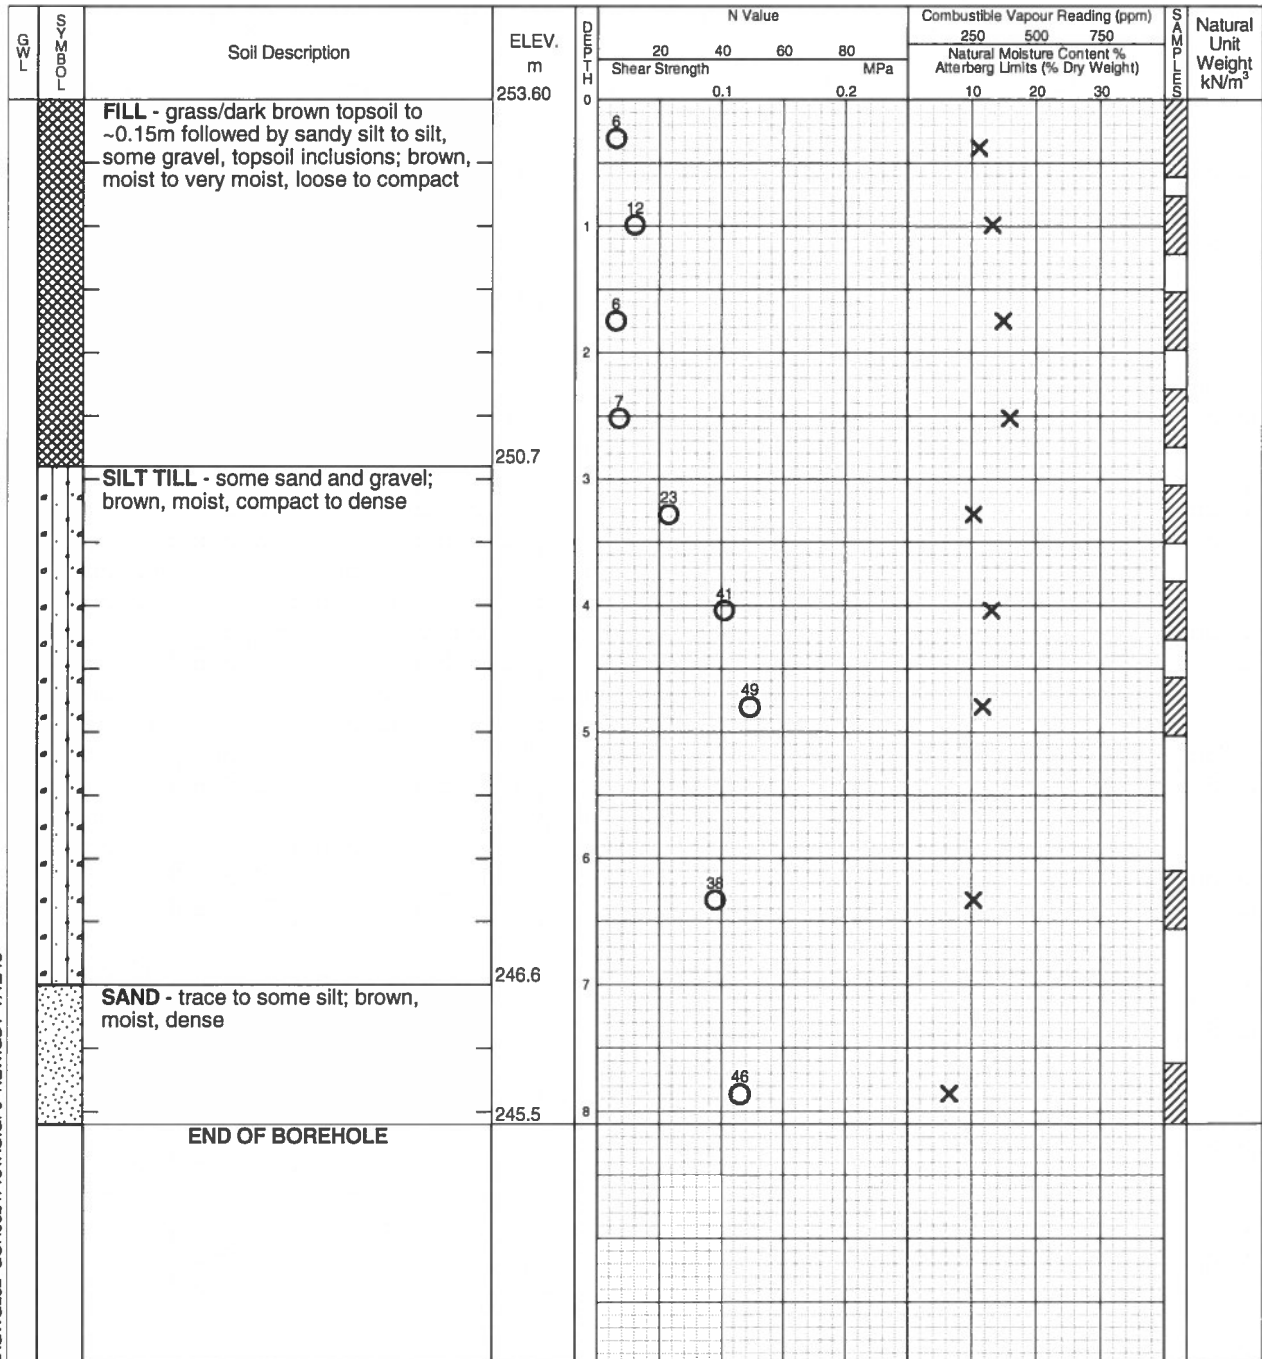 GWL
SYMBOL
Soil Description
ELEV.
m
DEPTH
N Value
20 40 60 80
Shear Strength MPa
0.1 0.2
Combustible Vapour Reading (ppm)
250 500 750
Natural Moisture Content %
Atterberg Limits (% Dry Weight)
10 20 30
SAMPLES
Natural
Unit
Weight
kN/m³
253.60
0
FILL - grass/dark brown topsoil to
~0.15m followed by sandy silt to silt,
some gravel, topsoil inclusions; brown,
moist to very moist, loose to compact
6
12
1
6
2
7
250.7
SILT TILL - some sand and gravel;
brown, moist, compact to dense
3
23
41
4
49
5
6
38
246.6
7
SAND - trace to some silt; brown,
moist, dense
46
245.5
8
END OF BOREHOLE